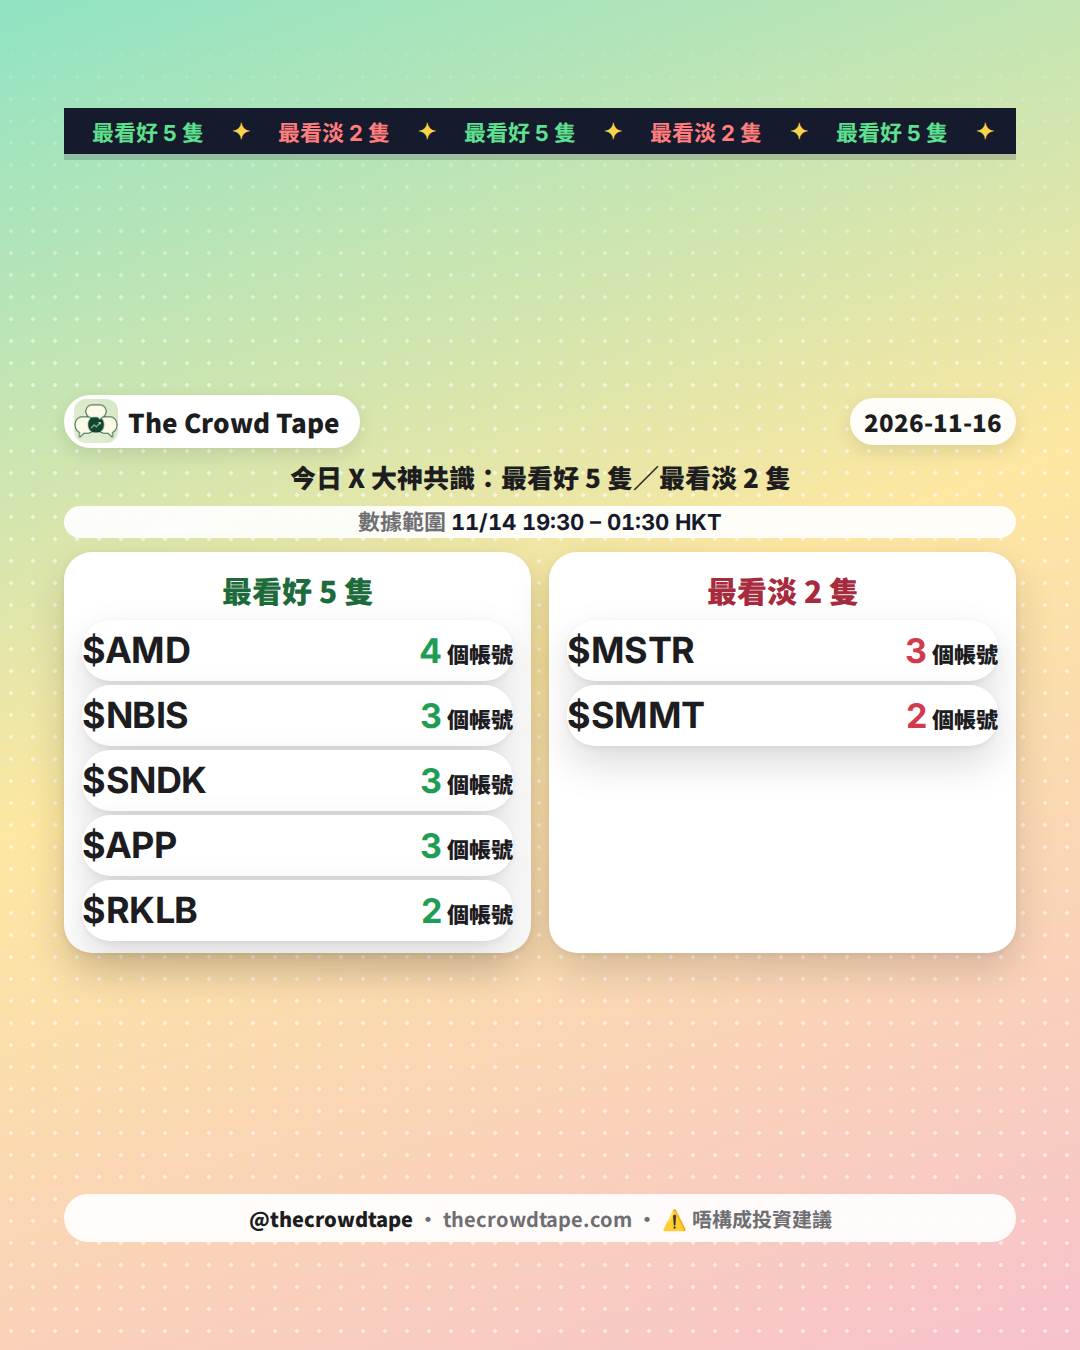 最看好 5 隻 ✦ 最看淡 2 隻 ✦ 最看好 5 隻 ✦ 最看淡 2 隻 ✦ 最看好 5 隻 ✦
The Crowd Tape
2026-11-16
今日 X 大神共識：最看好 5 隻／最看淡 2 隻
數據範圍 11/14 19:30 – 01:30 HKT
最看好 5 隻
$AMD 4 個帳號
$NBIS 3 個帳號
$SNDK 3 個帳號
$APP 3 個帳號
$RKLB 2 個帳號
最看淡 2 隻
$MSTR 3 個帳號
$SMMT 2 個帳號
@thecrowdtape • thecrowdtape.com • ⚠️ 唔構成投資建議